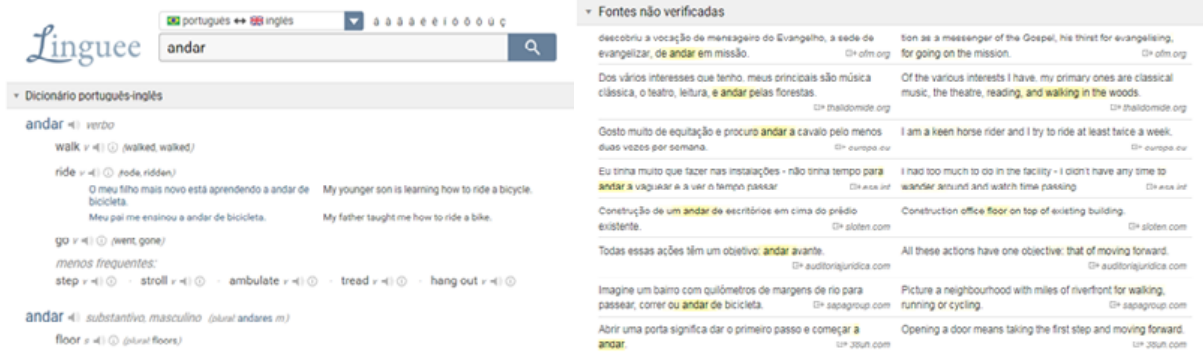 Linguee
português ↔ inglês
á à ã â é ê í ó ô õ ú ç
andar
Dicionário português-inglês
andar verbo
walk v (walked, walked)
ride v (rode, ridden)
O meu filho mais novo está aprendendo a andar de
bicicleta.
My younger son is learning how to ride a bicycle.
Meu pai me ensinou a andar de bicicleta.
My father taught me how to ride a bike.
go v (went, gone)
menos frequentes:
step v · stroll v · ambulate v · tread v · hang out v
andar substantivo, masculino (plural: andares m)
floor s (plural: floors)
Fontes não verificadas
descobriu a vocação de mensageiro do Evangelho, a sede de
evangelizar, de andar em missão.
ofm.org
tion as a messenger of the Gospel, his thirst for evangelising,
for going on the mission.
ofm.org
Dos vários interesses que tenho, meus principais são música
clássica, o teatro, leitura, e andar pelas florestas.
thalidomide.org
Of the various interests I have, my primary ones are classical
music, the theatre, reading, and walking in the woods.
thalidomide.org
Gosto muito de equitação e procuro andar a cavalo pelo menos
duas vezes por semana.
europa.eu
I am a keen horse rider and I try to ride at least twice a week.
europa.eu
Eu tinha muito que fazer nas instalações - não tinha tempo para
andar a vaguear e a ver o tempo passar.
esa.int
I had too much to do in the facility - I didn't have any time to
wander around and watch time passing.
esa.int
Construção de um andar de escritórios em cima do prédio
existente.
sloten.com
Construction office floor on top of existing building.
sloten.com
Todas essas ações têm um objetivo: andar avante.
auditoriajuridica.com
All these actions have one objective: that of moving forward.
auditoriajuridica.com
Imagine um bairro com quilómetros de margens de rio para
passear, correr ou andar de bicicleta.
sapagroup.com
Picture a neighbourhood with miles of riverfront for walking,
running or cycling.
sapagroup.com
Abrir uma porta significa dar o primeiro passo e começar a
andar.
Opening a door means taking the first step and moving forward.